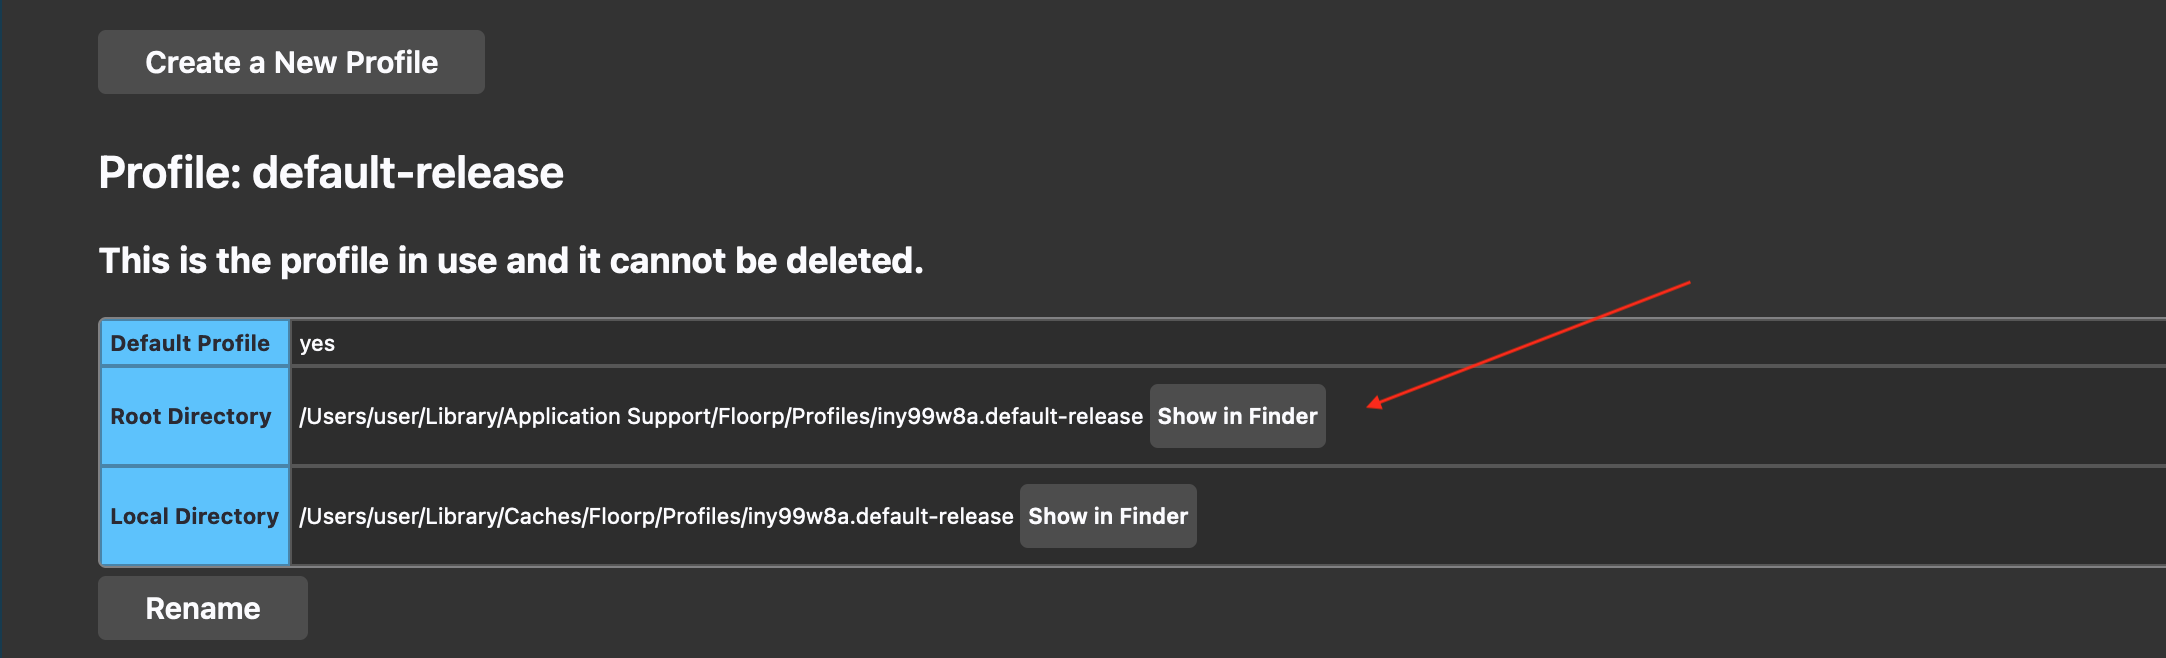 Create a New Profile
Profile: default-release
This is the profile in use and it cannot be deleted.
Default Profile yes
Root Directory /Users/user/Library/Application Support/Floorp/Profiles/iny99w8a.default-release Show in Finder
Local Directory /Users/user/Library/Caches/Floorp/Profiles/iny99w8a.default-release Show in Finder
Rename